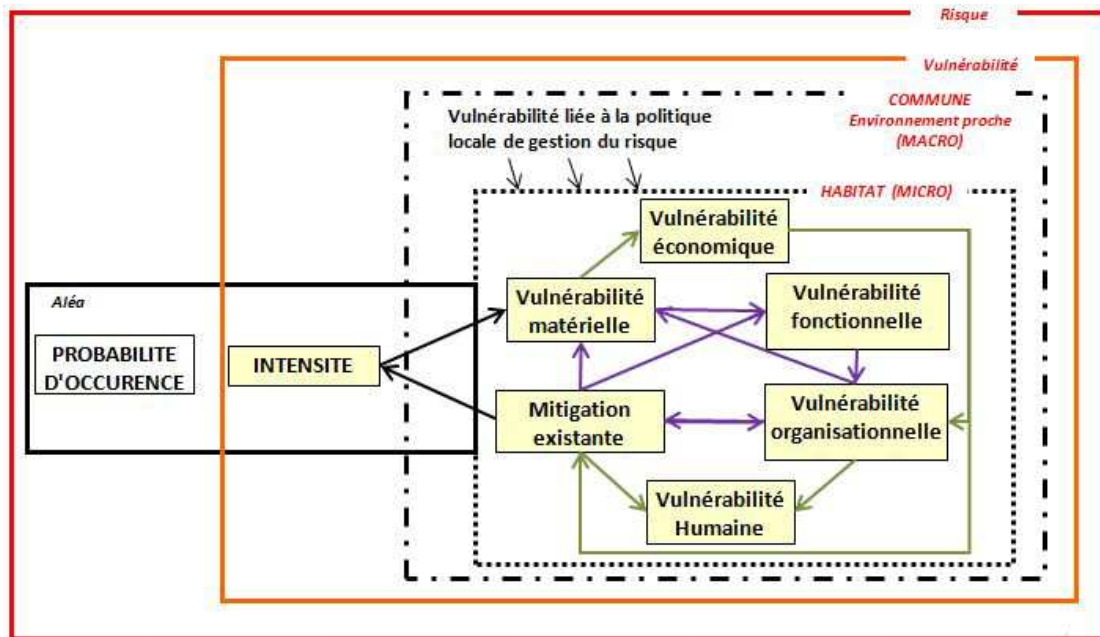 Risque
Vulnérabilité
COMMUNE
Environnement proche
(MACRO)
Vulnérabilité liée à la politique
locale de gestion du risque
HABITAT (MICRO)
Vulnérabilité
économique
Aléa
Vulnérabilité
matérielle
Vulnérabilité
fonctionnelle
PROBABILITE
D'OCCURENCE
INTENSITE
Mitigation
existante
Vulnérabilité
organisationnelle
Vulnérabilité
Humaine